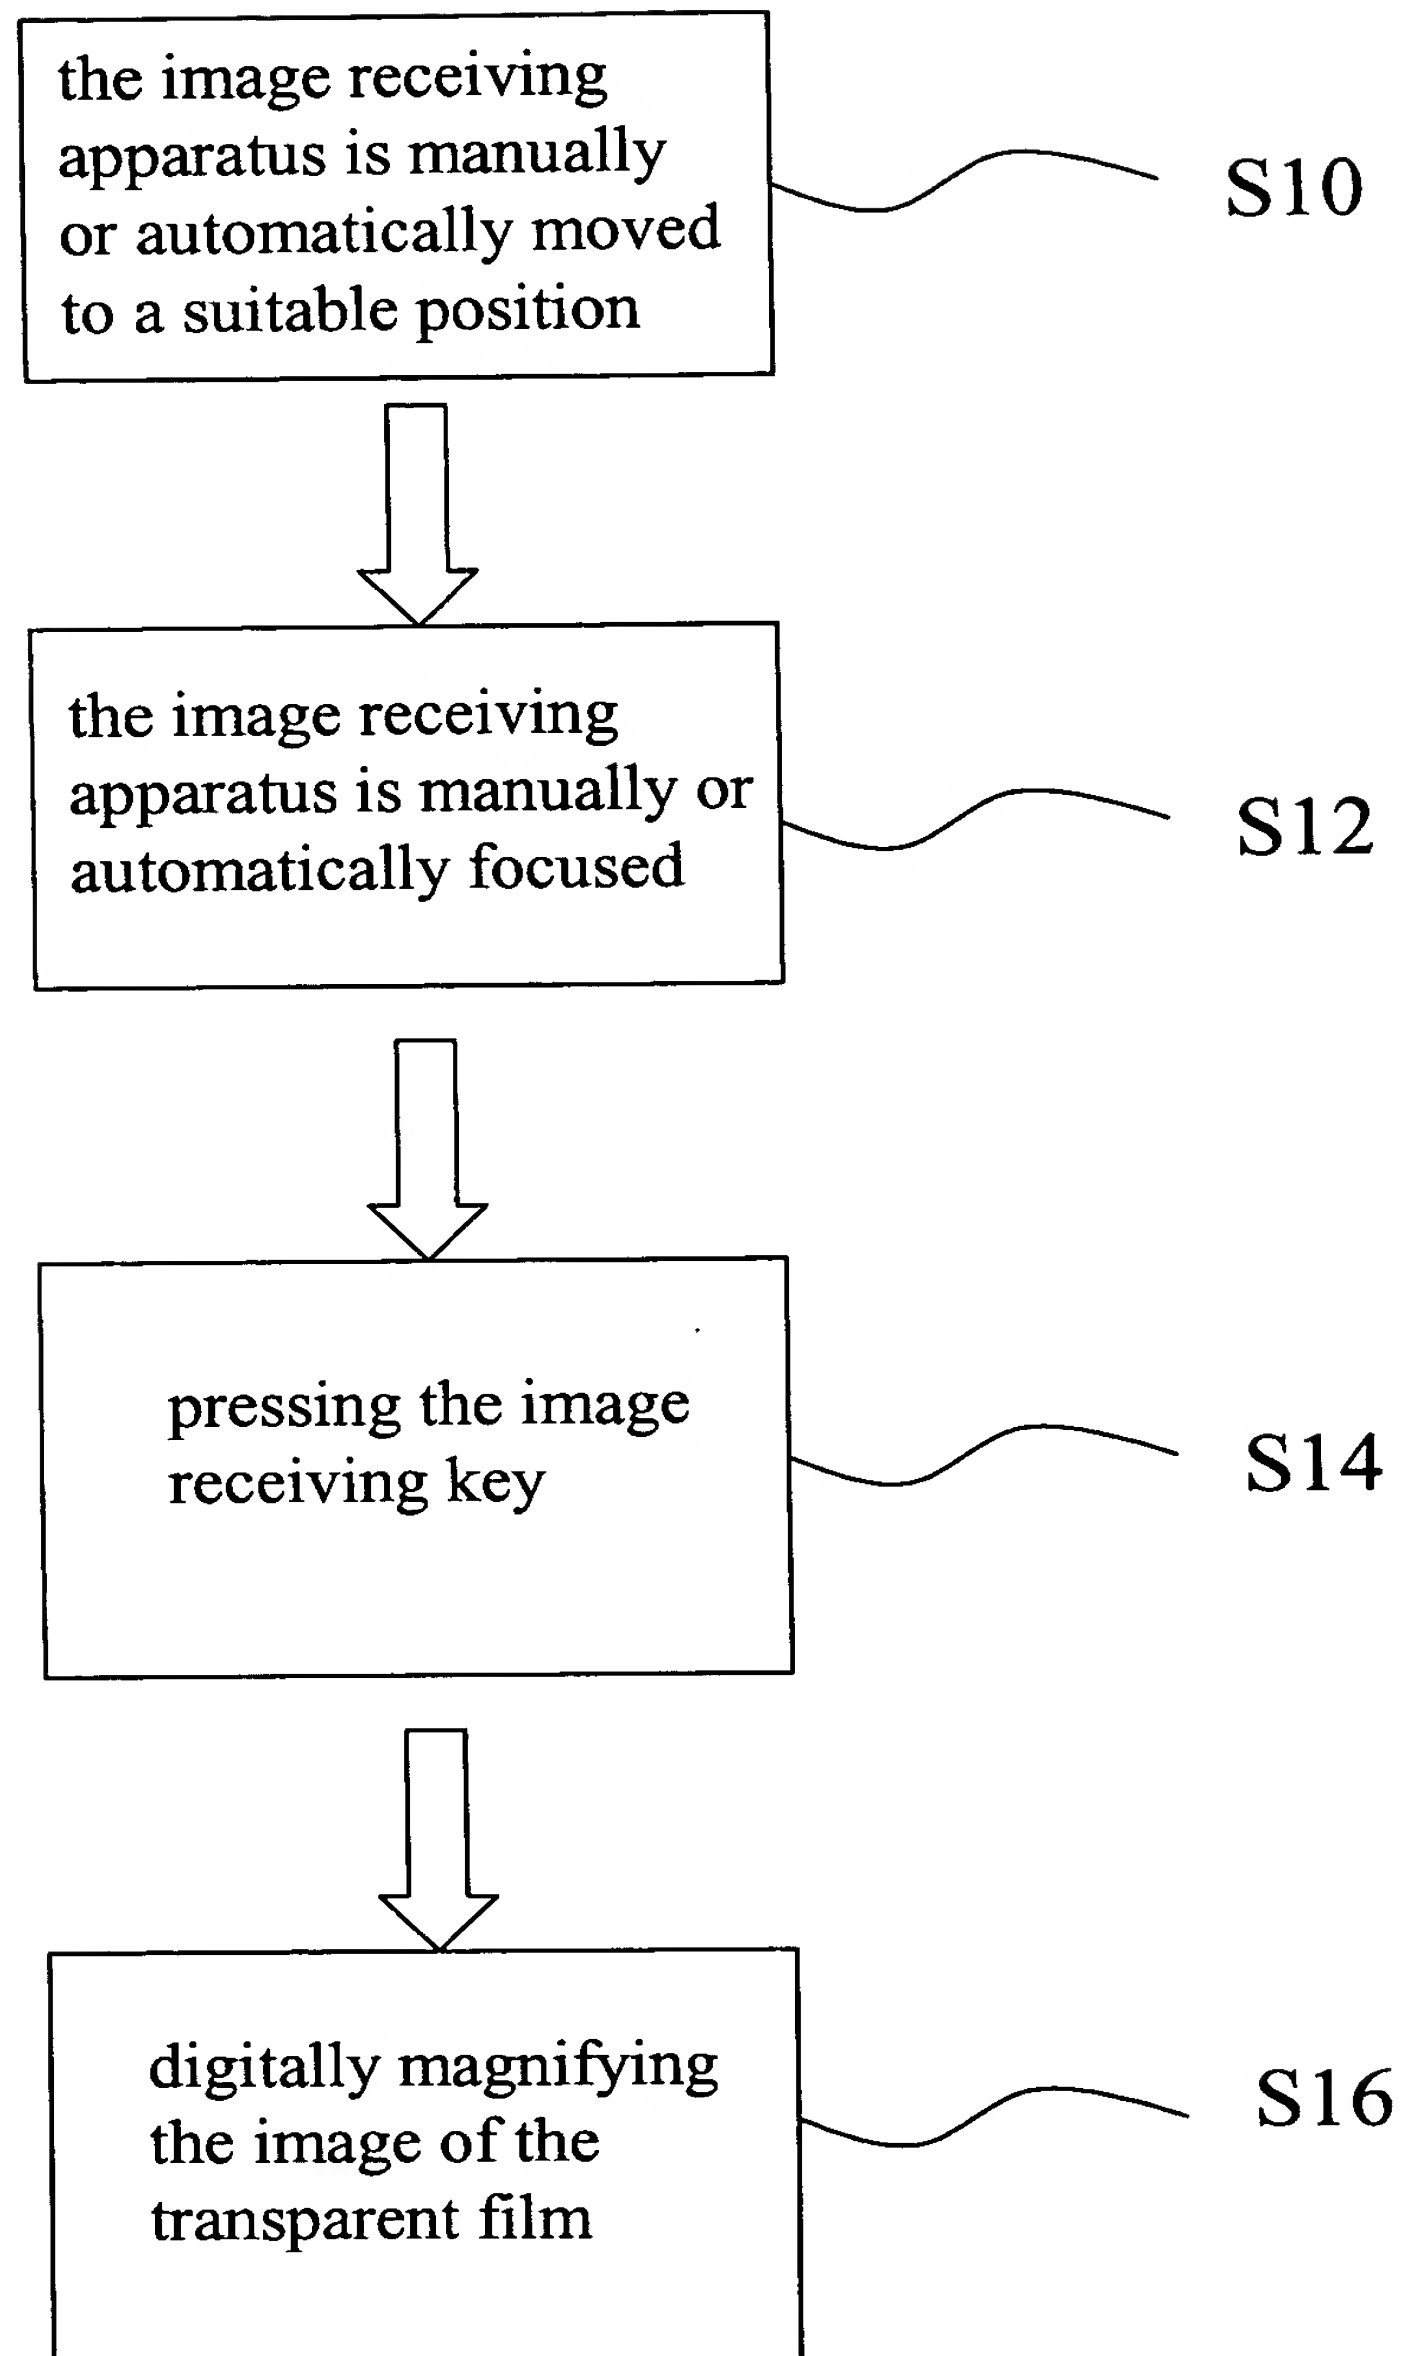 the image receiving
apparatus is manually
or automatically moved
to a suitable position
S10
the image receiving
apparatus is manually or
automatically focused
S12
pressing the image
receiving key
S14
digitally magnifying
the image of the
transparent film
S16